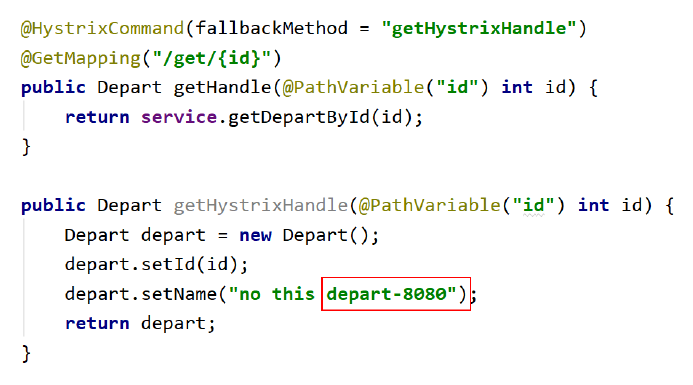 @HystrixCommand(fallbackMethod = "getHystrixHandle")
@GetMapping("/get/{id}")
public Depart getHandle(@PathVariable("id") int id) {
    return service.getDepartById(id);
}

public Depart getHystrixHandle(@PathVariable("id") int id) {
    Depart depart = new Depart();
    depart.setId(id);
    depart.setName("no this depart-8080");
    return depart;
}